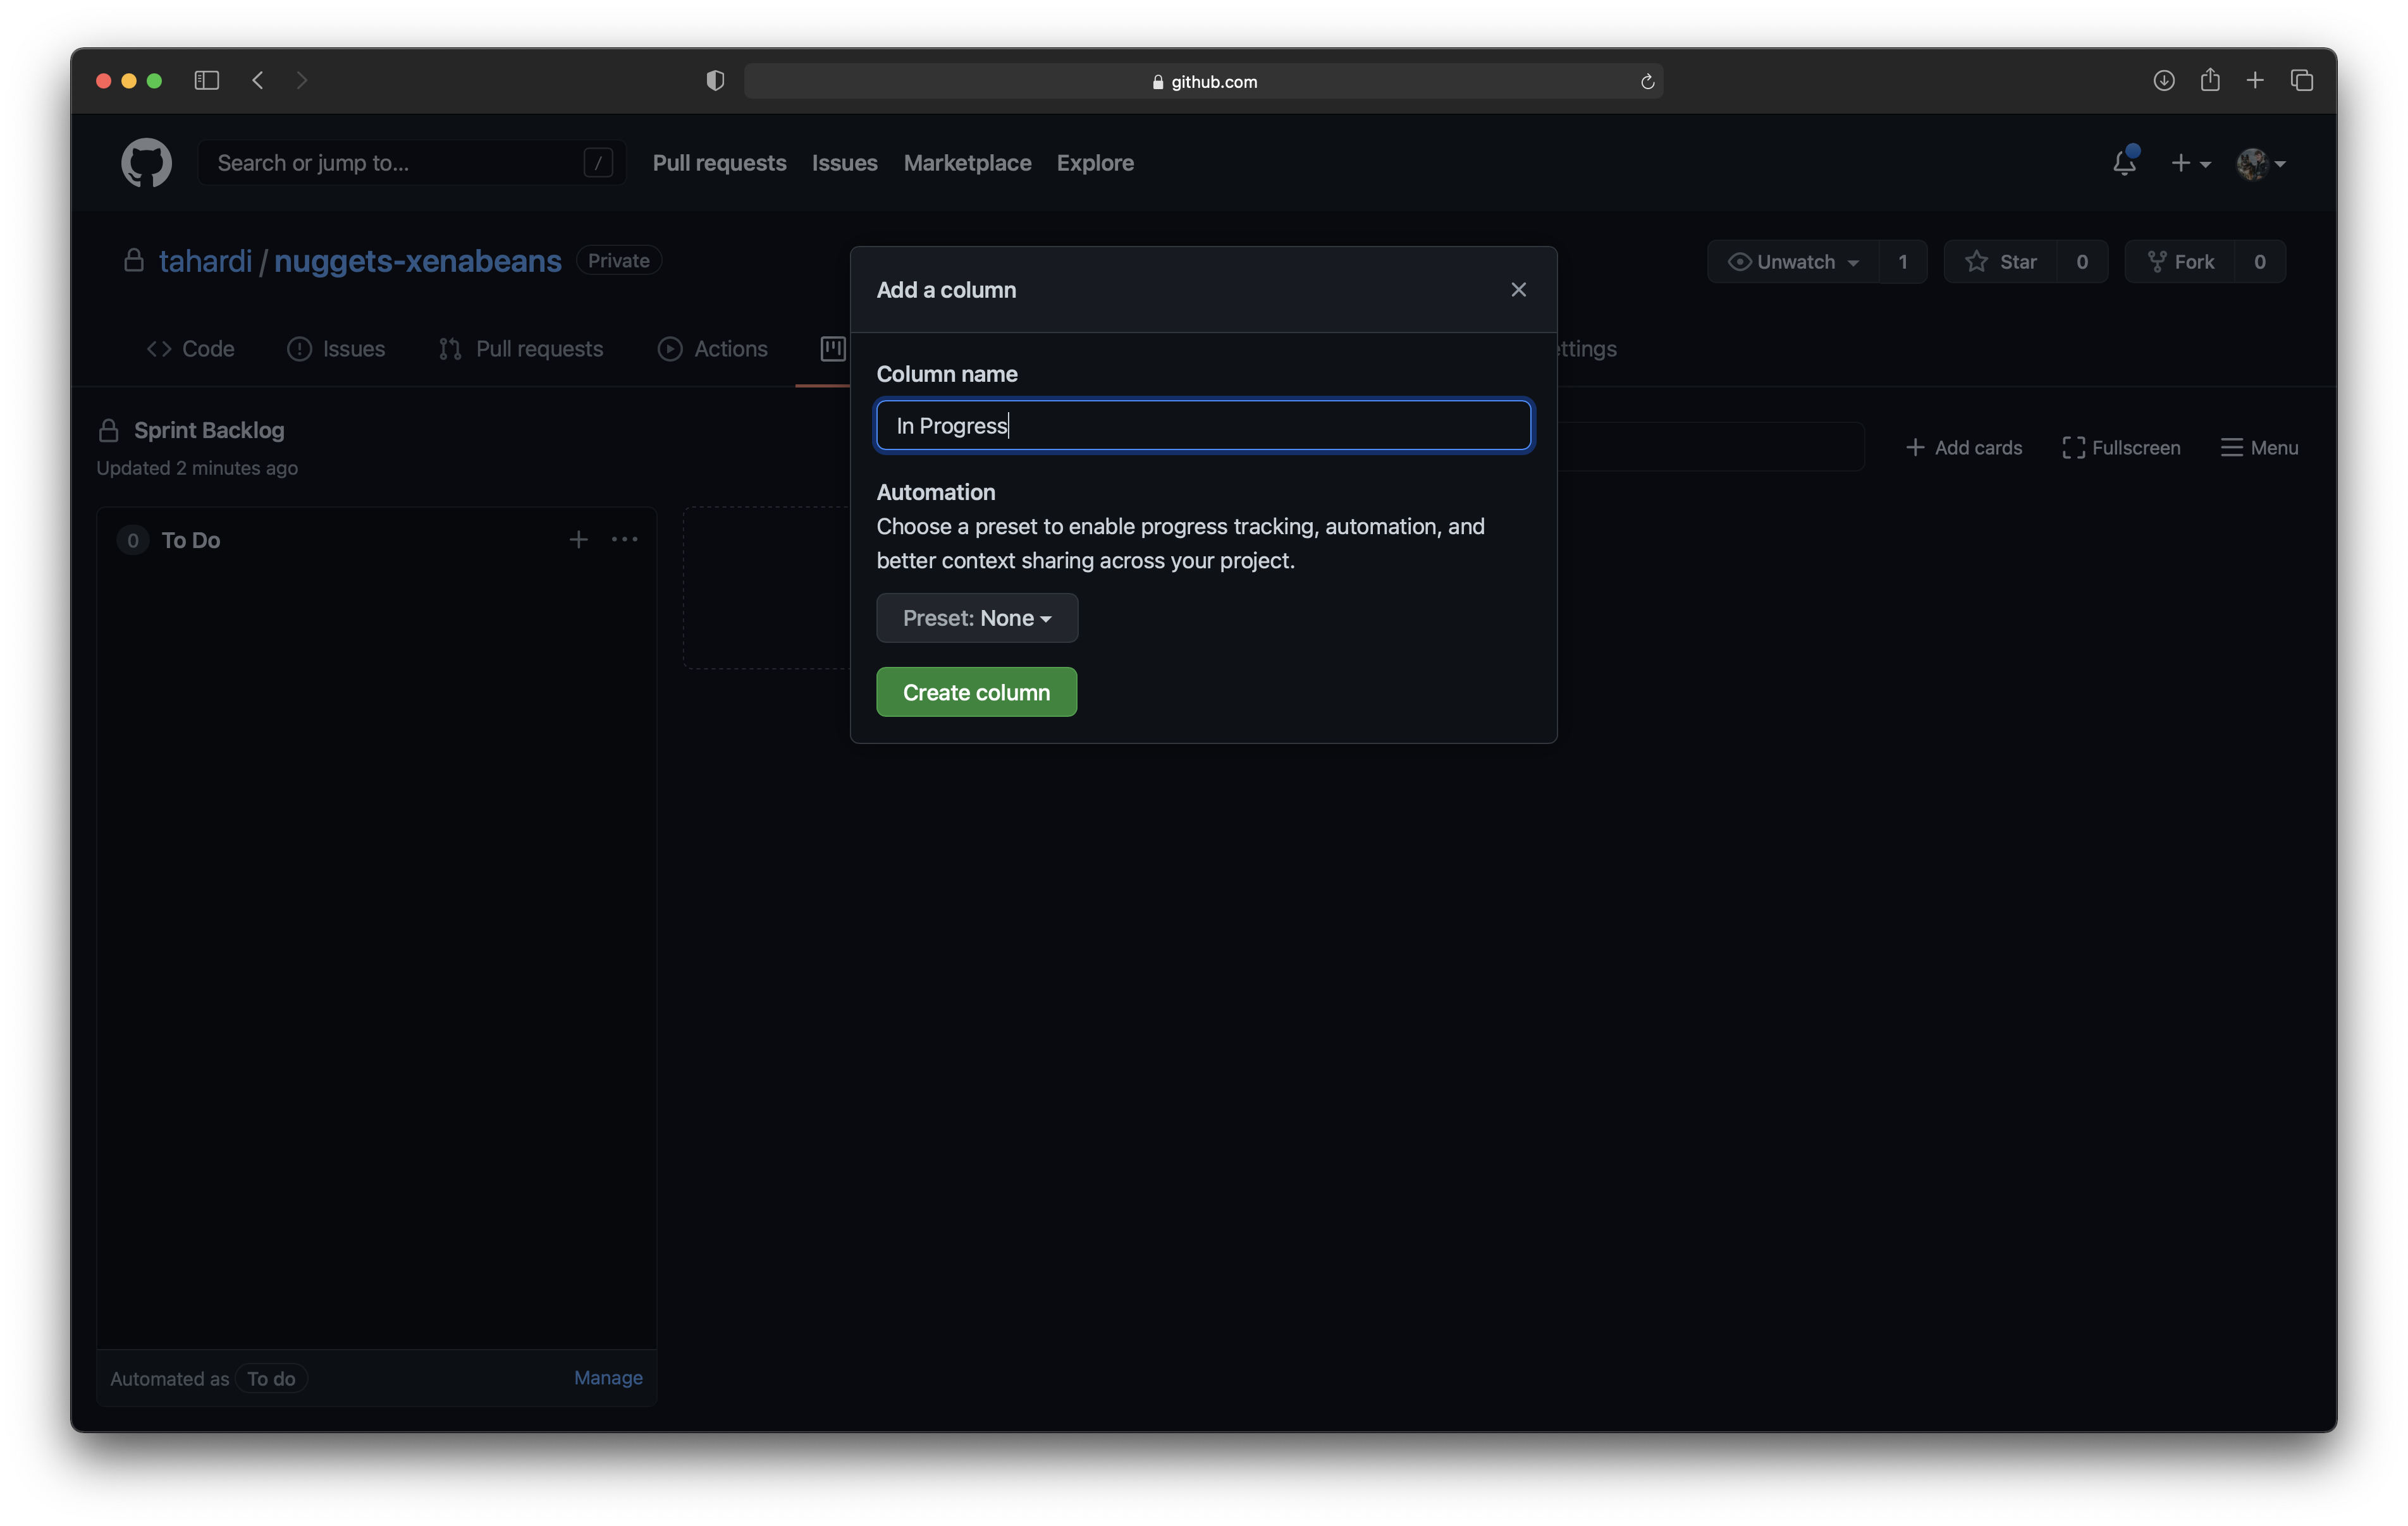 github.com
Search or jump to... /
Pull requests Issues Marketplace Explore
tahardi / nuggets-xenabeans Private
Unwatch 1 Star 0 Fork 0
Code Issues Pull requests Actions
ettings
Sprint Backlog
Updated 2 minutes ago
Add cards Fullscreen Menu
0 To Do
Automated as To do Manage
Add a column
Column name
In Progress
Automation
Choose a preset to enable progress tracking, automation, and
better context sharing across your project.
Preset: None
Create column